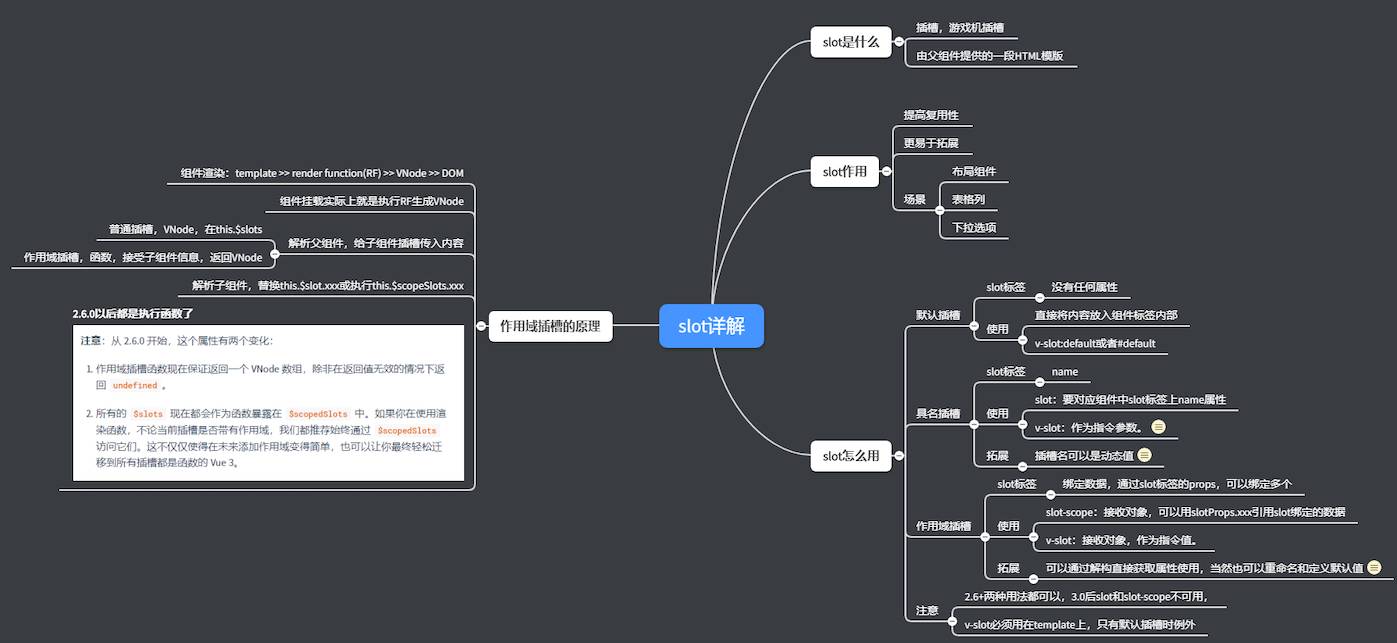 slot详解
slot是什么
插槽，游戏机插槽
由父组件提供的一段HTML模版
slot作用
提高复用性
更易于拓展
场景
布局组件
表格列
下拉选项
slot怎么用
默认插槽
slot标签
没有任何属性
使用
直接将内容放入组件标签内部
v-slot:default或者#default
具名插槽
slot标签
name
使用
slot：要对应组件中slot标签上name属性
v-slot：作为指令参数。
拓展
插槽名可以是动态值
作用域插槽
slot标签
绑定数据，通过slot标签的props，可以绑定多个
使用
slot-scope：接收对象，可以用slotProps.xxx引用slot绑定的数据
v-slot：接收对象，作为指令值。
拓展
可以通过解构直接获取属性使用，当然也可以重命名和定义默认值
注意
2.6+两种用法都可以，3.0后slot和slot-scope不可用，
v-slot必须用在template上，只有默认插槽时例外
作用域插槽的原理
组件渲染：template >> render function(RF) >> VNode >> DOM
组件挂载实际上就是执行RF生成VNode
解析父组件，给子组件插槽传入内容
普通插槽，VNode，在this.$slots
作用域插槽，函数，接受子组件信息，返回VNode
解析子组件，替换this.$slot.xxx或执行this.$scopeSlots.xxx
2.6.0以后都是执行函数了
注意：从 2.6.0 开始，这个属性有两个变化：
1. 作用域插槽函数现在保证返回一个 VNode 数组，除非在返回值无效的情况下返
回 undefined 。
2. 所有的 $slots 现在都会作为函数暴露在 $scopedSlots 中。如果你在使用渲
染函数，不论当前插槽是否带有作用域，我们都推荐始终通过 $scopedSlots
访问它们。这不仅仅使得在未来添加作用域变得简单，也可以让你最终轻松迁
移到所有插槽都是函数的 Vue 3。